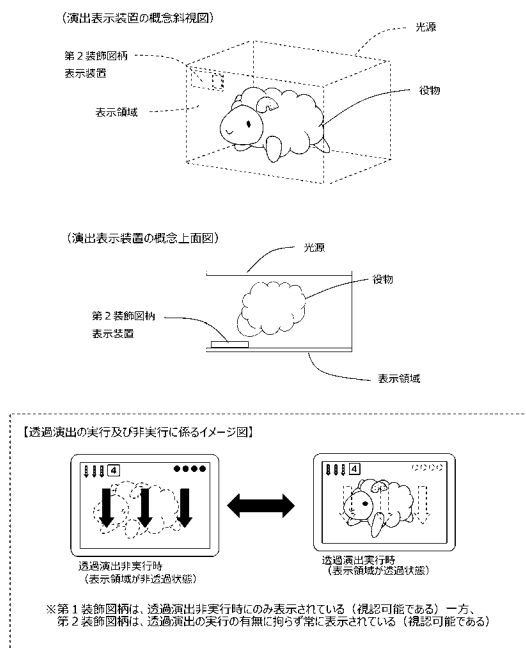 （演出表示装置の概念斜視図）
光源
第２装飾図柄
表示装置
役物
表示領域
（演出表示装置の概念上面図）
光源
役物
第２装飾図柄
表示装置
表示領域
【透過演出の実行及び非実行に係るイメージ図】
4
4
透過演出非実行時
（表示領域が非透過状態）
透過演出実行時
（表示領域が透過状態）
※第１装飾図柄は、透過演出非実行時にのみ表示されている（視認可能である）一方、
第２装飾図柄は、透過演出の実行の有無に拘らず常に表示されている（視認可能である）